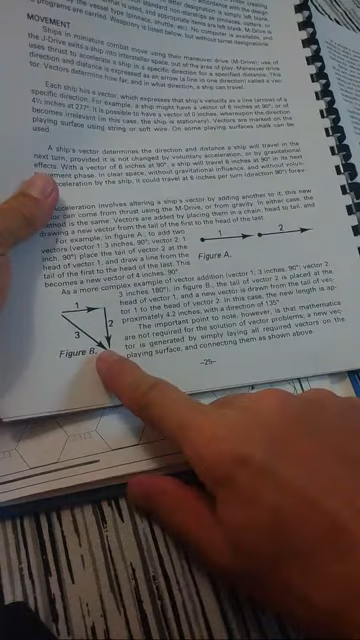 MOVEMENT
Ships in miniature combat move using their maneuver drive (M-Drive); use of
the J-Drive exits a ship into interstellar space, out of the area of play. Maneuver drive
uses thrust to accelerate a ship in a specific direction for a specified distance. This
direction and distance is expressed as an arrow (a line in one direction) called a vec-
tor. Vectors determine how far, and in what direction, a ship can travel.
Each ship has a vector, which expresses that ship's velocity as a line (arrows) of a
specific direction. For example, a ship might have a vector of 6 inches at 90°, or of
4½ inches at 227°. It is possible to have a vector of 0 inches, whereupon the direction
becomes irrelevant (in this case, the ship is stationary). Vectors are marked on the
playing surface using string or soft wire. On some playing surfaces chalk can be
used.
A ship's vector determines the direction and distance a ship will travel in the
next turn, provided it is not changed by voluntary acceleration, or by gravitational
effects. With a vector of 6 inches at 90°, a ship will travel 6 inches at 90° in its next
movement phase. In clear space, without gravitational influence, and without volun-
acceleration by the ship, it could travel at 6 inches per turn (direction 90°) forev-
Acceleration involves altering a ship's vector by adding another to it; this new
can come from thrust using the M-Drive, or from gravity. In either case, the
method is the same. Vectors are added by placing them in a chain, head to tail, and
drawing a new vector from the tail of the first to the head of the last.
For example, in figure A, to add two
vectors (vector 1: 3 inches, 90°; vector 2: 1
inch, 90°) place the tail of vector 2 at the
head of vector 1, and draw a line from the
tail of the first to the head of the last. This
becomes a new vector of 4 inches, 90°.
1 2
Figure A.
As a more complex example of vector addition (vector 1: 3 inches, 90°; vector 2:
3 inches, 180°), in figure B, the tail of vector 2 is placed at the
head of vector 1, and a new vector is drawn from the tail of vec-
tor 1 to the head of vector 2. In this case, the new length is ap-
proximately 4.2 inches, with a direction of 135°.
The important point to note, however, is that mathematics
are not required for the solution of vector problems; a new vec-
tor is generated by simply laying all required vectors on the
playing surface, and connecting them as shown above.
1
2
3
Figure B.
–25–